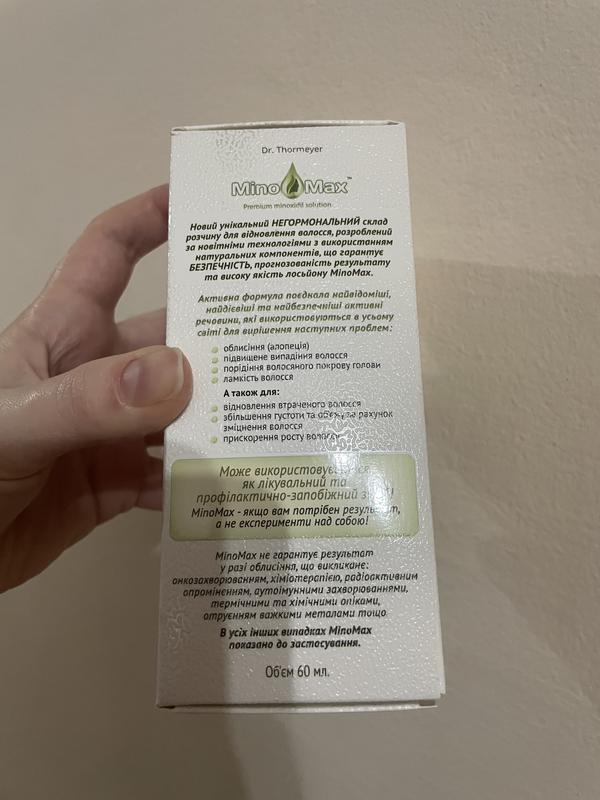 Dr. Thormeyer
Mino Max™
Premium minoxidil solution
Новий унікальний НЕГОРМОНАЛЬНИЙ склад
розчину для відновлення волосся, розроблений
за новітніми технологіями з використанням
натуральних компонентів, що гарантує
БЕЗПЕЧНІСТЬ, прогнозованість результату
та високу якість лосьйону MinoMax.
Активна формула поєднала найвідоміші,
найдієвіші та найбезпечніші активні
речовини, які використовуються в усьому
світі для вирішення наступних проблем:
облисіння (алопеція)
підвищене випадіння волосся
порідіння волосяного покрову голови
ламкість волосся
А також для:
відновлення втраченого волосся
збільшення густоти та об'єму за рахунок
зміцнення волосся
прискорення росту волосся
Може використовуватися
як лікувальний та
профілактично-запобіжний
MinoMax - якщо вам потрібен результат,
а не експерименти над собою!
MinoMax не гарантує результат
у разі облисіння, що викликане:
онкозахворюванням, хіміотерапією, радіоактивним
опроміненням, аутоімунними захворюваннями,
термічними та хімічними опіками,
отруєнням важкими металами тощо
В усіх інших випадках MinoMax
показано до застосування.
Об'єм 60 мл.